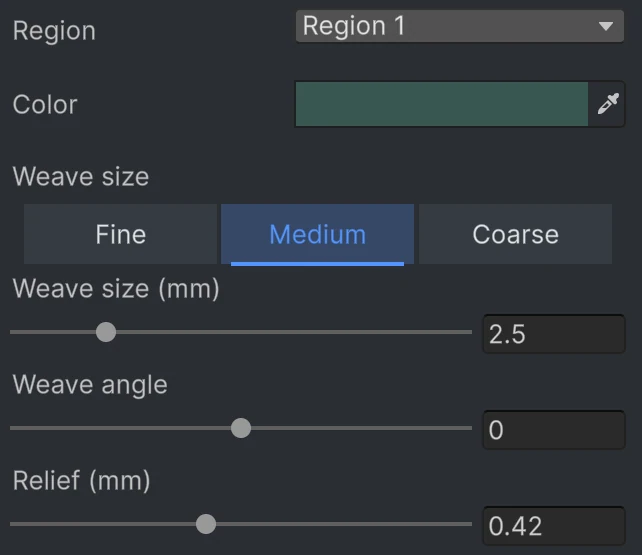 Region Region 1
Color
Weave size
Fine Medium Coarse
Weave size (mm)
2.5
Weave angle
0
Relief (mm)
0.42